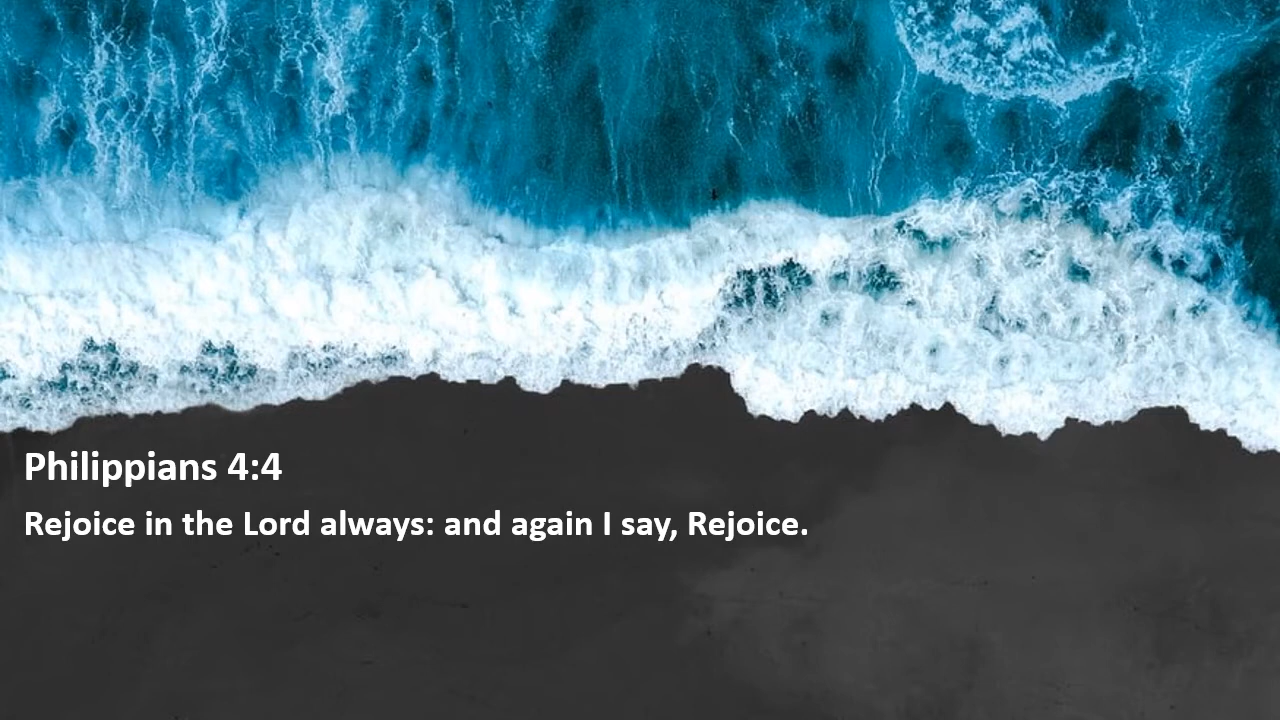 Philippians 4:4
Rejoice in the Lord always: and again I say, Rejoice.